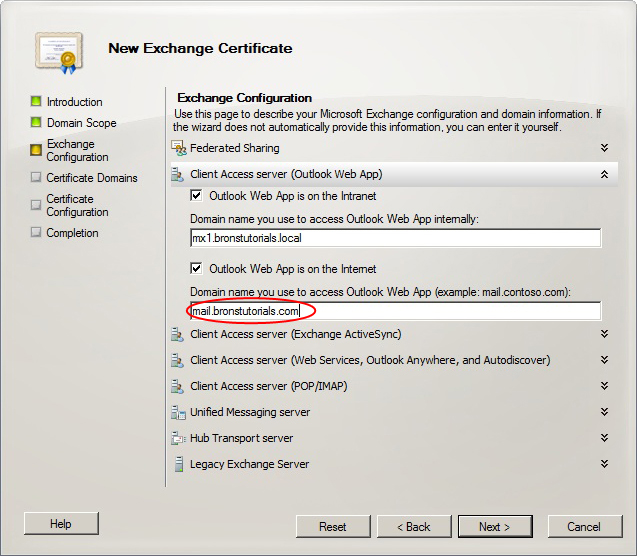 New Exchange Certificate
Introduction
Domain Scope
Exchange
Configuration
Certificate Domains
Certificate
Configuration
Completion
Exchange Configuration
Use this page to describe your Microsoft Exchange configuration and domain information. If
the wizard does not automatically provide this information, you can enter it yourself.
Federated Sharing
Client Access server (Outlook Web App)
Outlook Web App is on the Intranet
Domain name you use to access Outlook Web App internally:
mx1.bronstutorials.local
Outlook Web App is on the Internet
Domain name you use to access Outlook Web App (example: mail.contoso.com):
mail.bronstutorials.com
Client Access server (Exchange ActiveSync)
Client Access server (Web Services, Outlook Anywhere, and Autodiscover)
Client Access server (POP/IMAP)
Unified Messaging server
Hub Transport server
Legacy Exchange Server
Help
Reset
< Back
Next >
Cancel